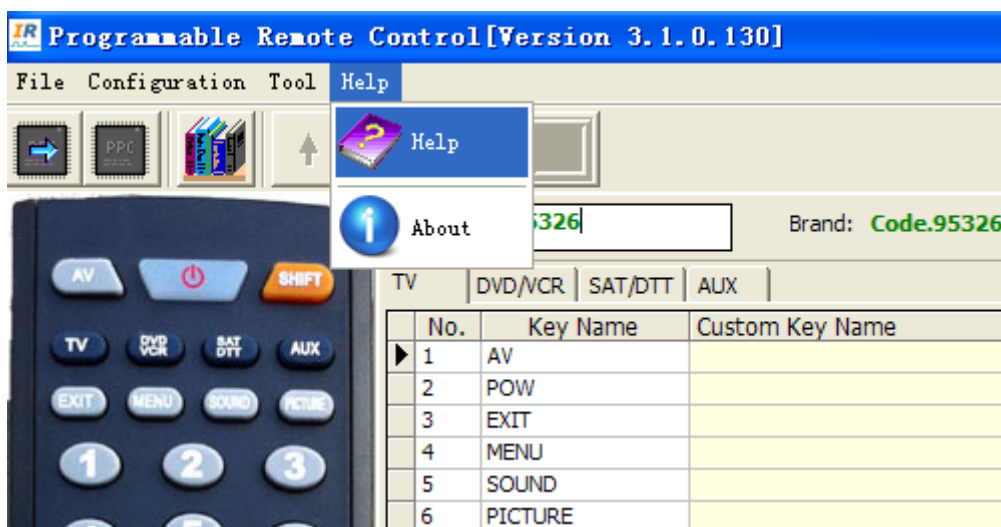 IR Programmable Remote Control[Version 3.1.0.130]
File Configuration Tool Help
PPC
Help
About
5326
Brand: Code.95326
TV DVD/VCR SAT/DTT AUX
No. Key Name Custom Key Name
1 AV
2 POW
3 EXIT
4 MENU
5 SOUND
6 PICTURE
AV SHIFT
TV DVD VCR SAT DTT AUX
EXIT MENU SOUND PICTURE
1 2 3